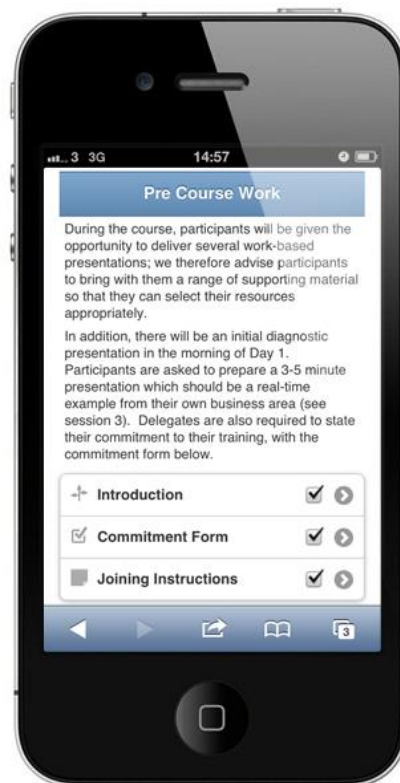 3 3G 14:57
Pre Course Work
During the course, participants will be given the
opportunity to deliver several work-based
presentations; we therefore advise participants
to bring with them a range of supporting material
so that they can select their resources
appropriately.
In addition, there will be an initial diagnostic
presentation in the morning of Day 1.
Participants are asked to prepare a 3-5 minute
presentation which should be a real-time
example from their own business area (see
session 3). Delegates are also required to state
their commitment to their training, with the
commitment form below.
Introduction
Commitment Form
Joining Instructions
3